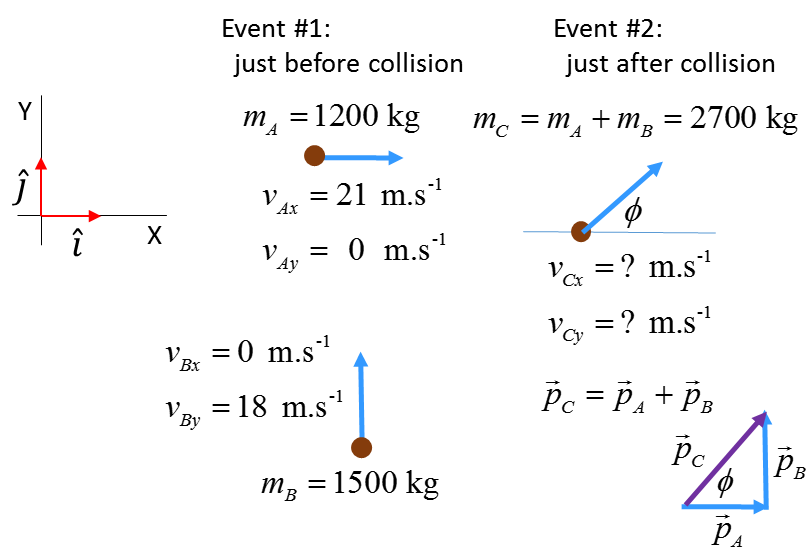 Event #1:
just before collision
Event #2:
just after collision
m_A = 1200 kg
m_C = m_A + m_B = 2700 kg
Y
ĵ
î
X
v_Ax = 21 m.s⁻¹
v_Ay = 0 m.s⁻¹
ϕ
v_Cx = ? m.s⁻¹
v_Cy = ? m.s⁻¹
v_Bx = 0 m.s⁻¹
v_By = 18 m.s⁻¹
m_B = 1500 kg
p⃗_C = p⃗_A + p⃗_B
p⃗_C
ϕ
p⃗_B
p⃗_A